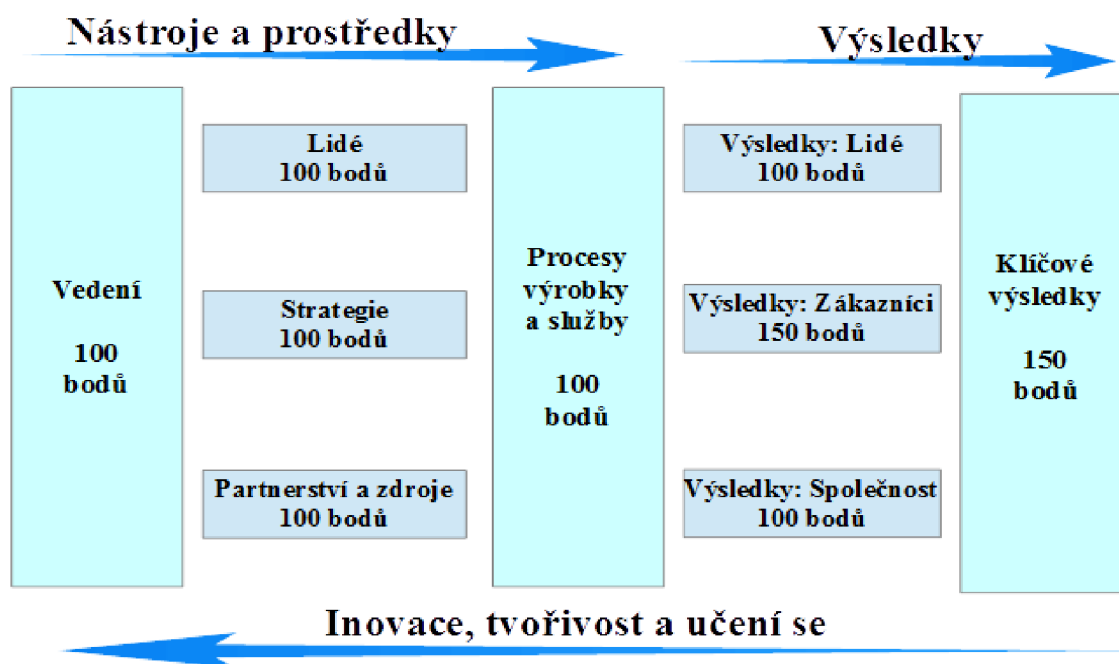 Nástroje a prostředky
Výsledky
Vedení
100
bodů
Lidé
100 bodů
Strategie
100 bodů
Partnerství a zdroje
100 bodů
Procesy
výrobky
a služby
100
bodů
Výsledky: Lidé
100 bodů
Výsledky: Zákazníci
150 bodů
Výsledky: Společnost
100 bodů
Klíčové
výsledky
150
bodů
Inovace, tvořivost a učení se